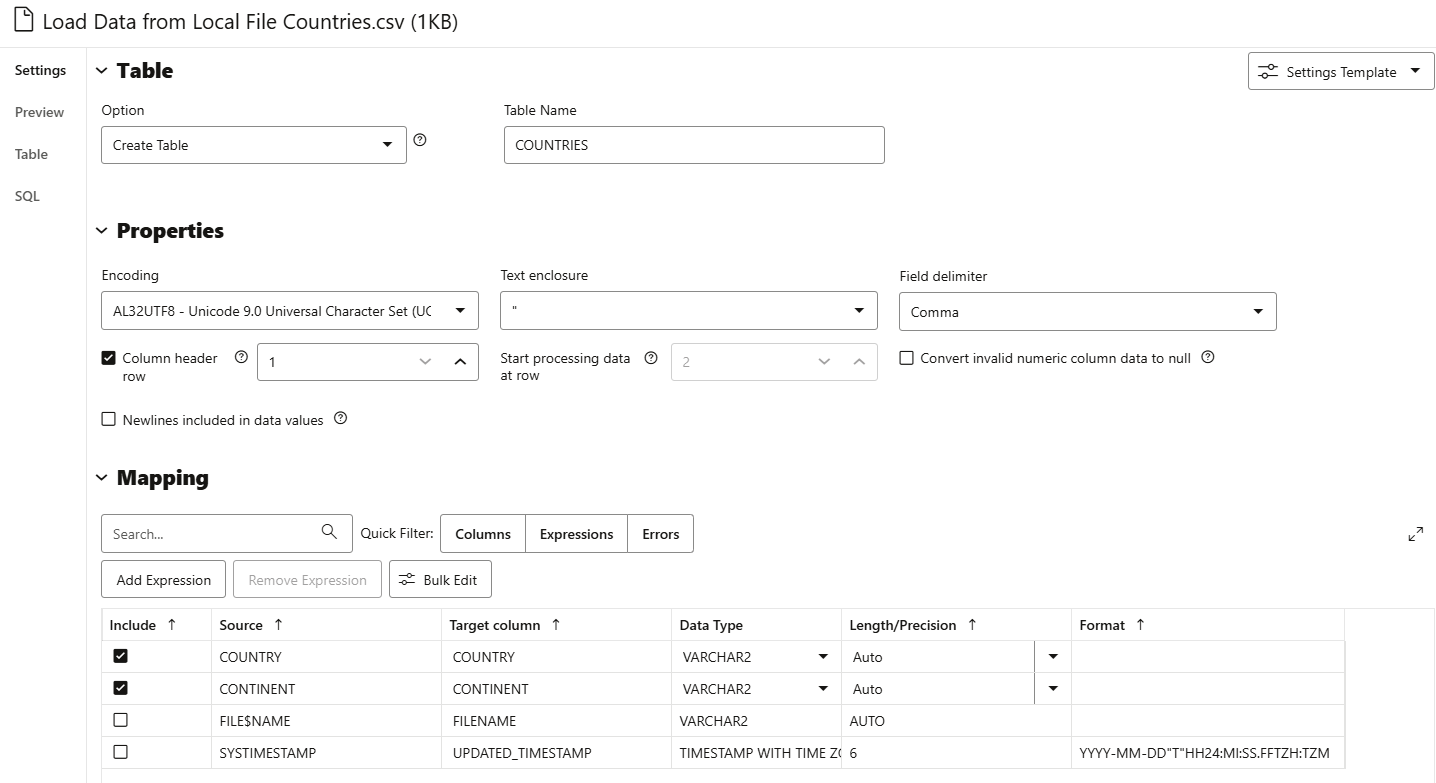 Load Data from Local File Countries.csv (1KB)
Settings
Preview
Table
SQL
Table
Settings Template
Option
Table Name
Create Table
COUNTRIES
Properties
Encoding
Text enclosure
Field delimiter
AL32UTF8 - Unicode 9.0 Universal Character Set (UC
"
Comma
Column header
row
1
Start processing data
at row
2
Convert invalid numeric column data to null
Newlines included in data values
Mapping
Search...
Quick Filter:
Columns
Expressions
Errors
Add Expression
Remove Expression
Bulk Edit
Include Source Target column Data Type Length/Precision Format
COUNTRY COUNTRY VARCHAR2 Auto
CONTINENT CONTINENT VARCHAR2 Auto
FILE$NAME FILENAME VARCHAR2 AUTO
SYSTIMESTAMP UPDATED_TIMESTAMP TIMESTAMP WITH TIME ZO 6 YYYY-MM-DD"T"HH24:MI:SS.FFTZH:TZM